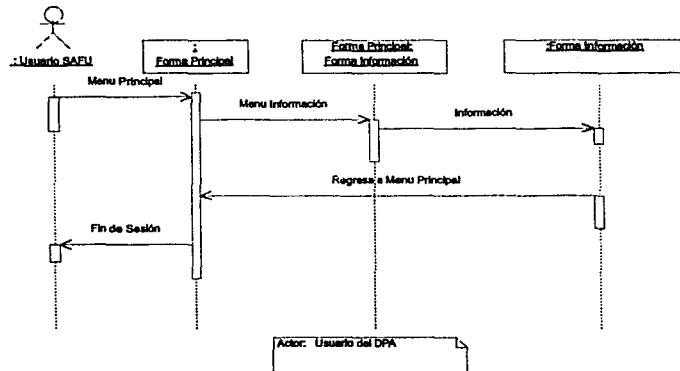 : Usuario SAFU
:
Forma Principal
Forma Principal:
Forma Información
:Forma Información
Menu Principal
Menu Información
Información
Regresa a Menu Principal
Fin de Sesión
Actor: Usuario del DPA